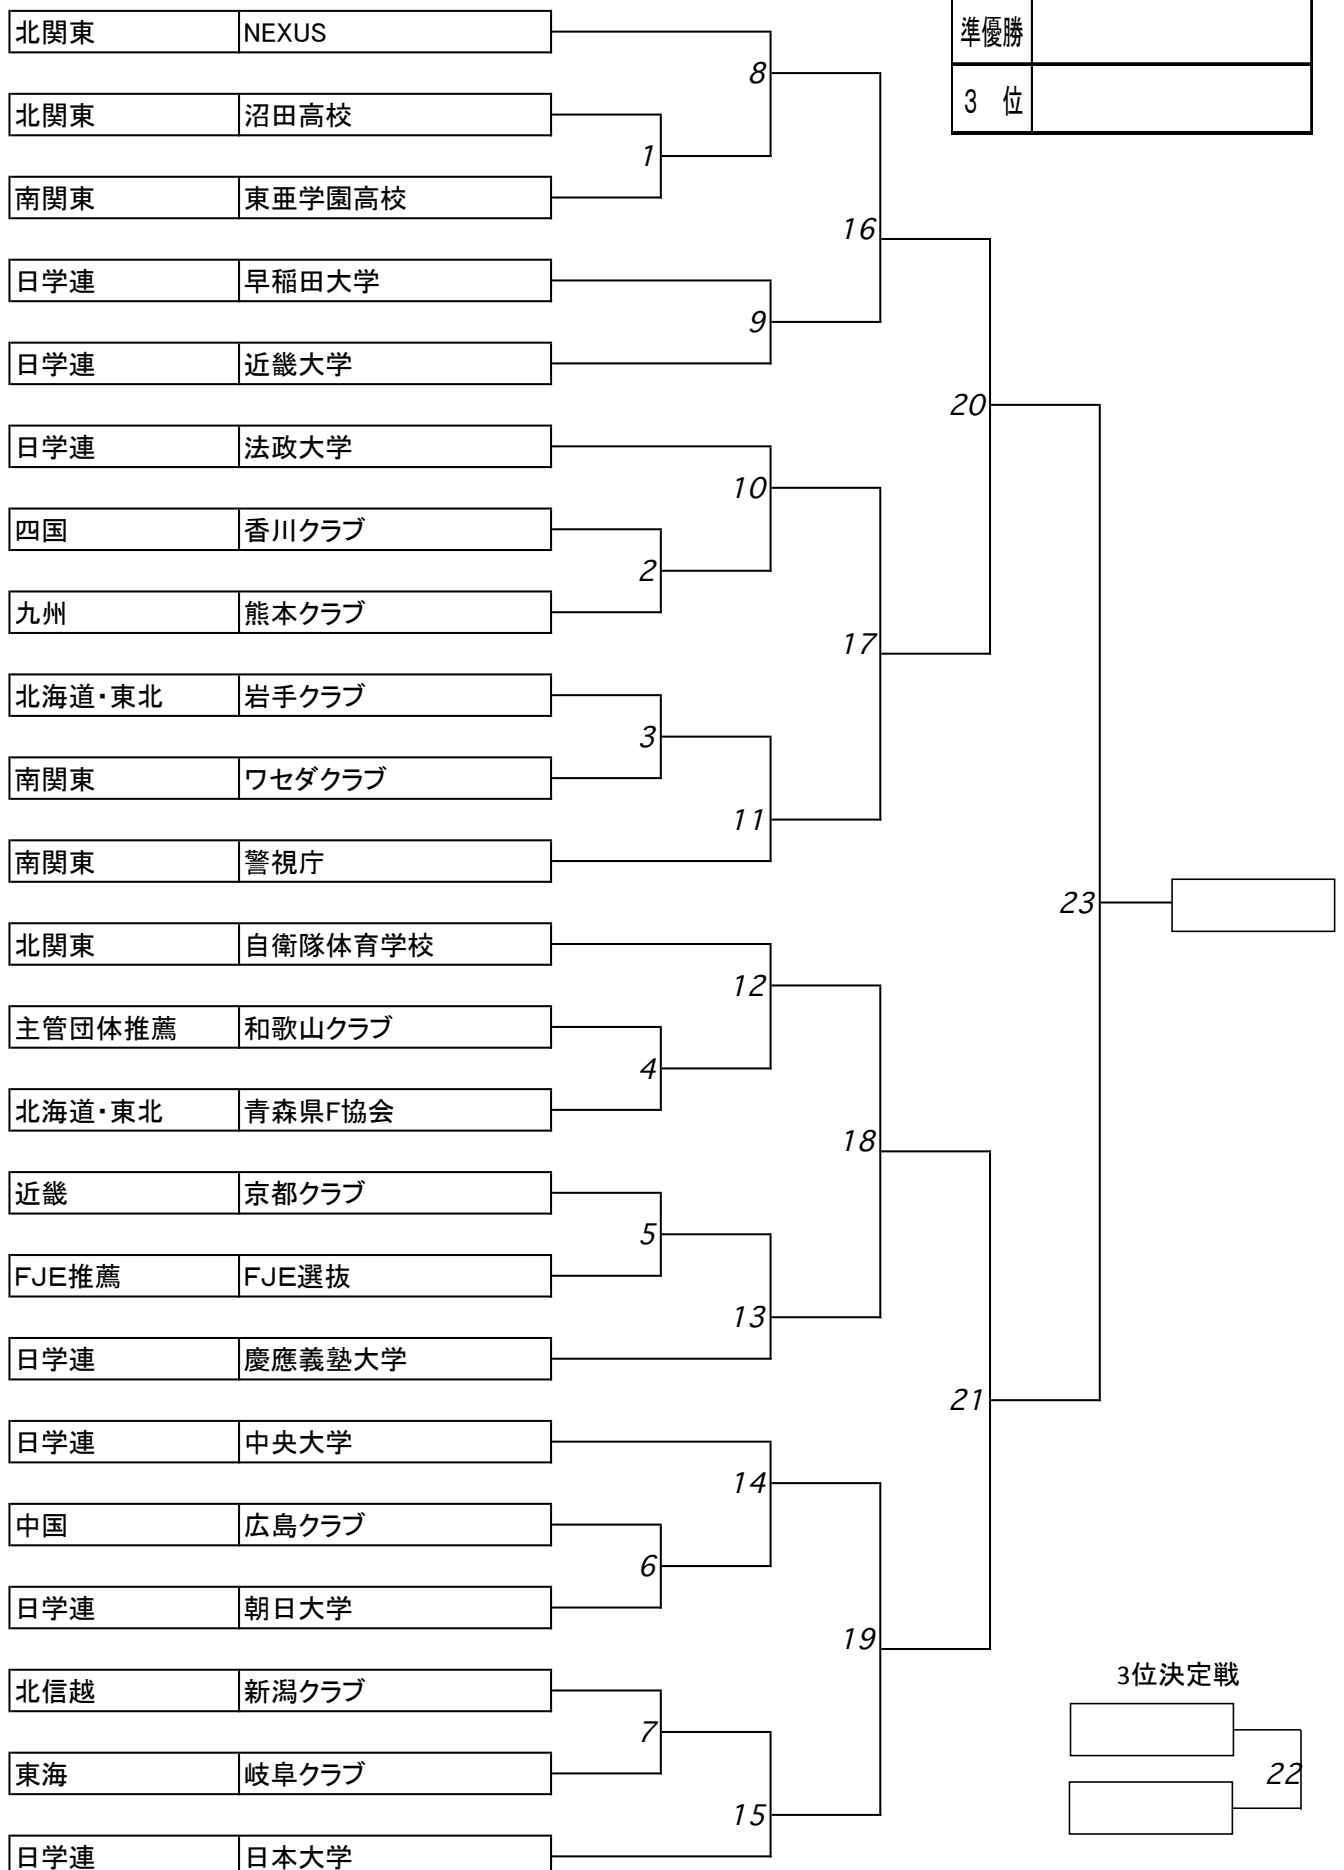 準優勝
3 位
北関東 NEXUS
8
北関東 沼田高校
1
南関東 東亜学園高校
16
日学連 早稲田大学
9
日学連 近畿大学
20
日学連 法政大学
10
四国 香川クラブ
2
九州 熊本クラブ
17
北海道・東北 岩手クラブ
3
南関東 ワセダクラブ
11
南関東 警視庁
23
北関東 自衛隊体育学校
12
主管団体推薦 和歌山クラブ
4
北海道・東北 青森県F協会
18
近畿 京都クラブ
5
FJE推薦 FJE選抜
13
日学連 慶應義塾大学
21
日学連 中央大学
14
中国 広島クラブ
6
日学連 朝日大学
19
北信越 新潟クラブ
7
東海 岐阜クラブ
15
日学連 日本大学
3位決定戦
22